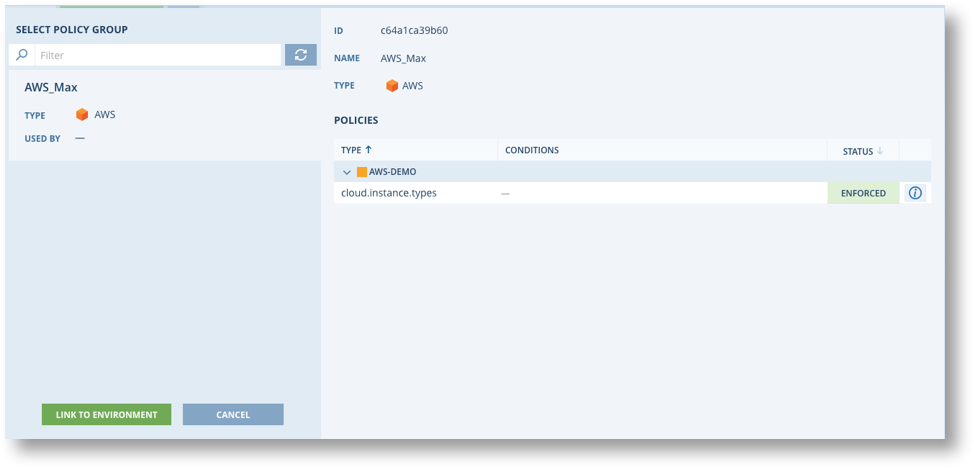 SELECT POLICY GROUP
Filter
AWS_Max
TYPE AWS
USED BY —
LINK TO ENVIRONMENT CANCEL
ID c64a1ca39b60
NAME AWS_Max
TYPE AWS
POLICIES
TYPE CONDITIONS STATUS
AWS-DEMO
cloud.instance.types — ENFORCED